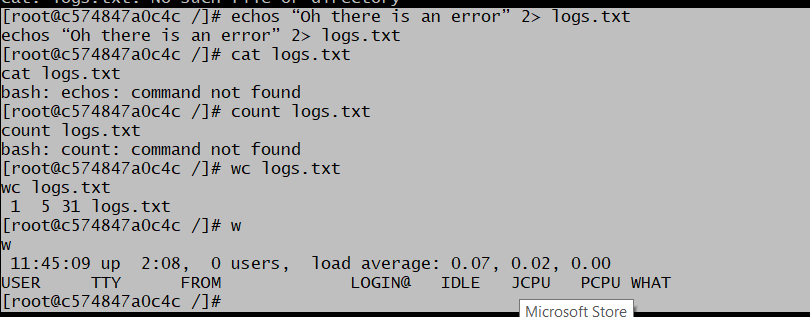 cat: logs.txt: No such file or directory
[root@c574847a0c4c /]# echos “Oh there is an error” 2> logs.txt
echos “Oh there is an error” 2> logs.txt
[root@c574847a0c4c /]# cat logs.txt
cat logs.txt
bash: echos: command not found
[root@c574847a0c4c /]# count logs.txt
count logs.txt
bash: count: command not found
[root@c574847a0c4c /]# wc logs.txt
wc logs.txt
 1  5 31 logs.txt
[root@c574847a0c4c /]# w
w
 11:45:09 up  2:08,  0 users,  load average: 0.07, 0.02, 0.00
USER     TTY      FROM             LOGIN@   IDLE   JCPU   PCPU WHAT
[root@c574847a0c4c /]#
Microsoft Store